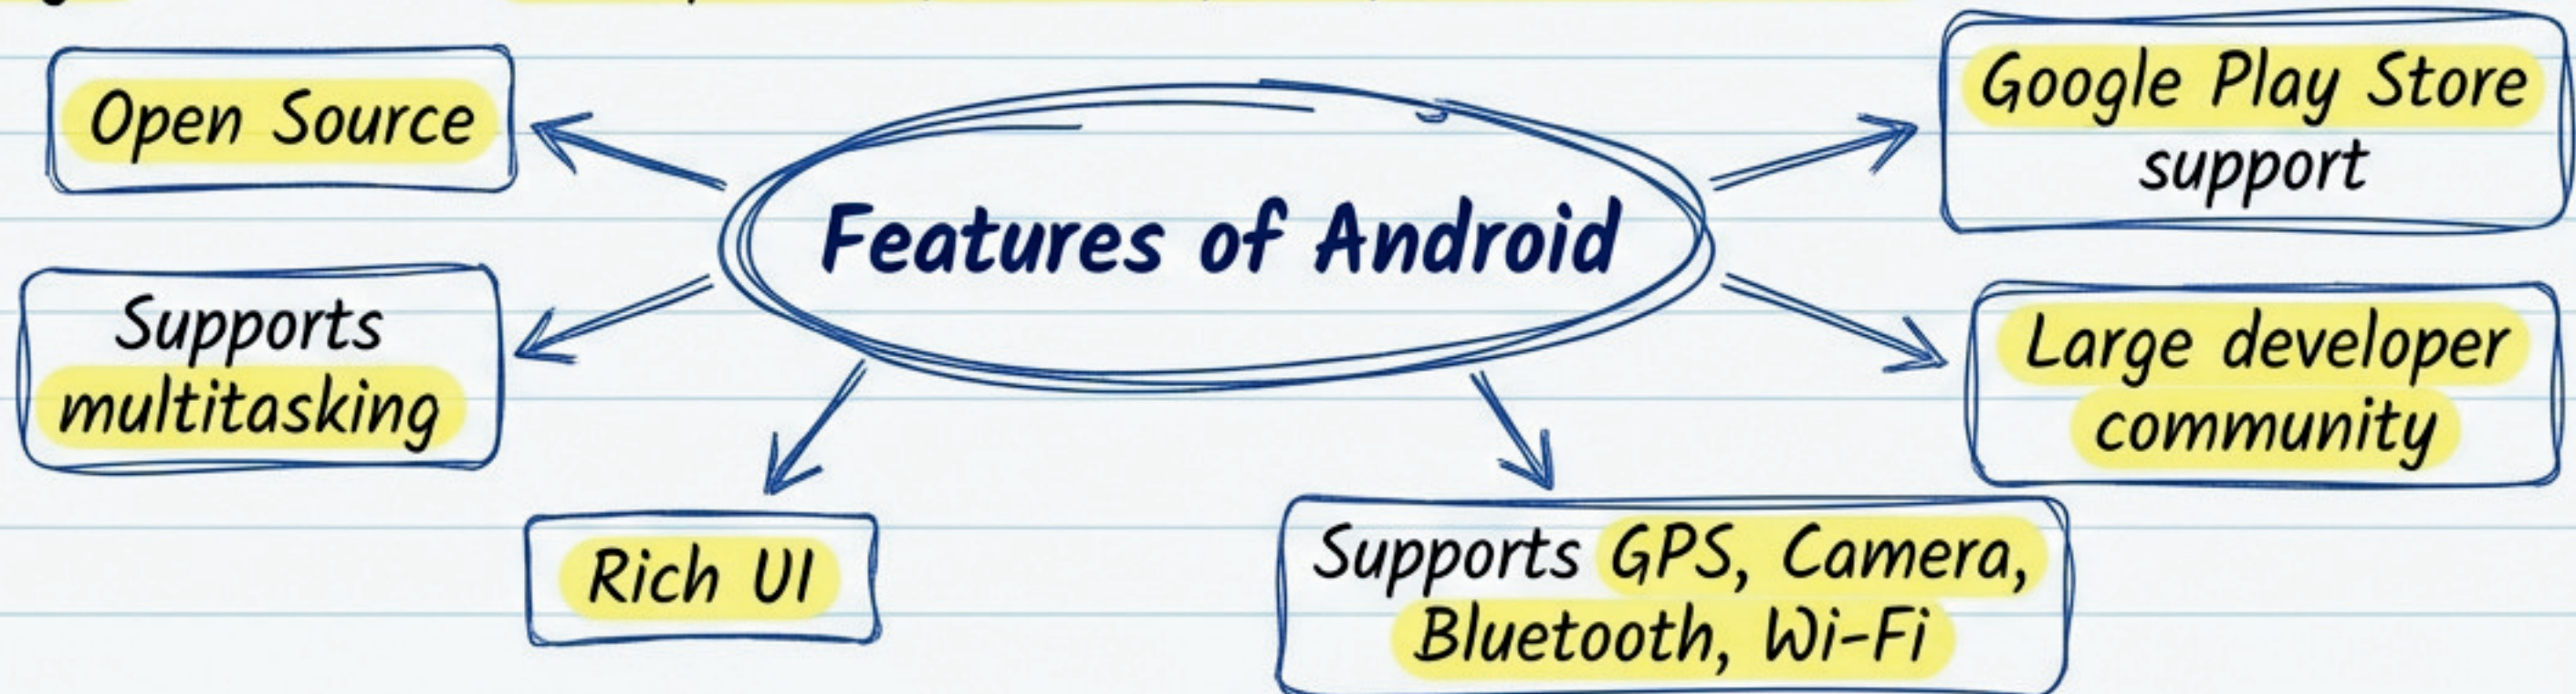 Open Source
Features of Android
Google Play Store
support
Supports
multitasking
Large developer
community
Rich UI
Supports GPS, Camera,
Bluetooth, Wi-Fi